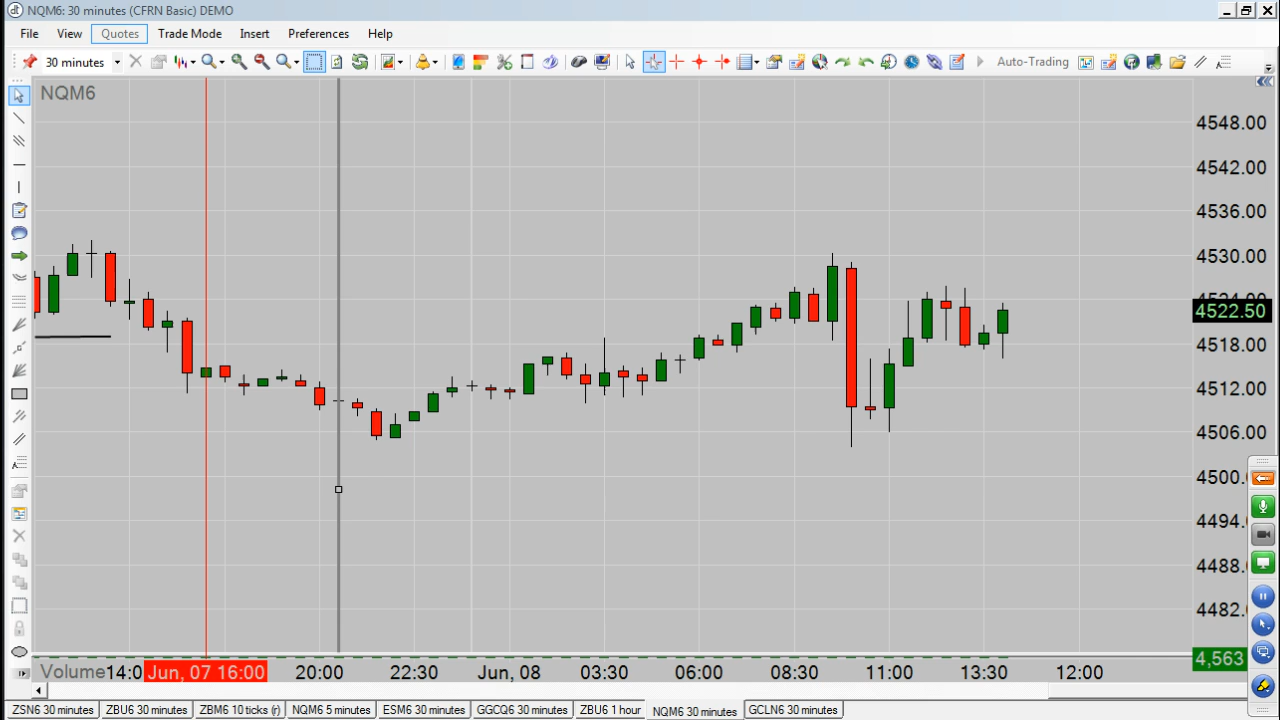 NQM6: 30 minutes (CFRN Basic) DEMO
File View Quotes Trade Mode Insert Preferences Help
30 minutes Auto-Trading
NQM6
4548.00
4542.00
4536.00
4530.00
4522.50
4518.00
4512.00
4506.00
4500.
4494.
4488.
4482.
4,563
Volume 14:0 Jun, 07 16:00 20:00 22:30 Jun, 08 03:30 06:00 08:30 11:00 13:30 12:00
ZSN6 30 minutes ZBU6 30 minutes ZBM6 10 ticks (r) NQM6 5 minutes ESM6 30 minutes GGCQ6 30 minutes ZBU6 1 hour NQM6 30 minutes GCLN6 30 minutes